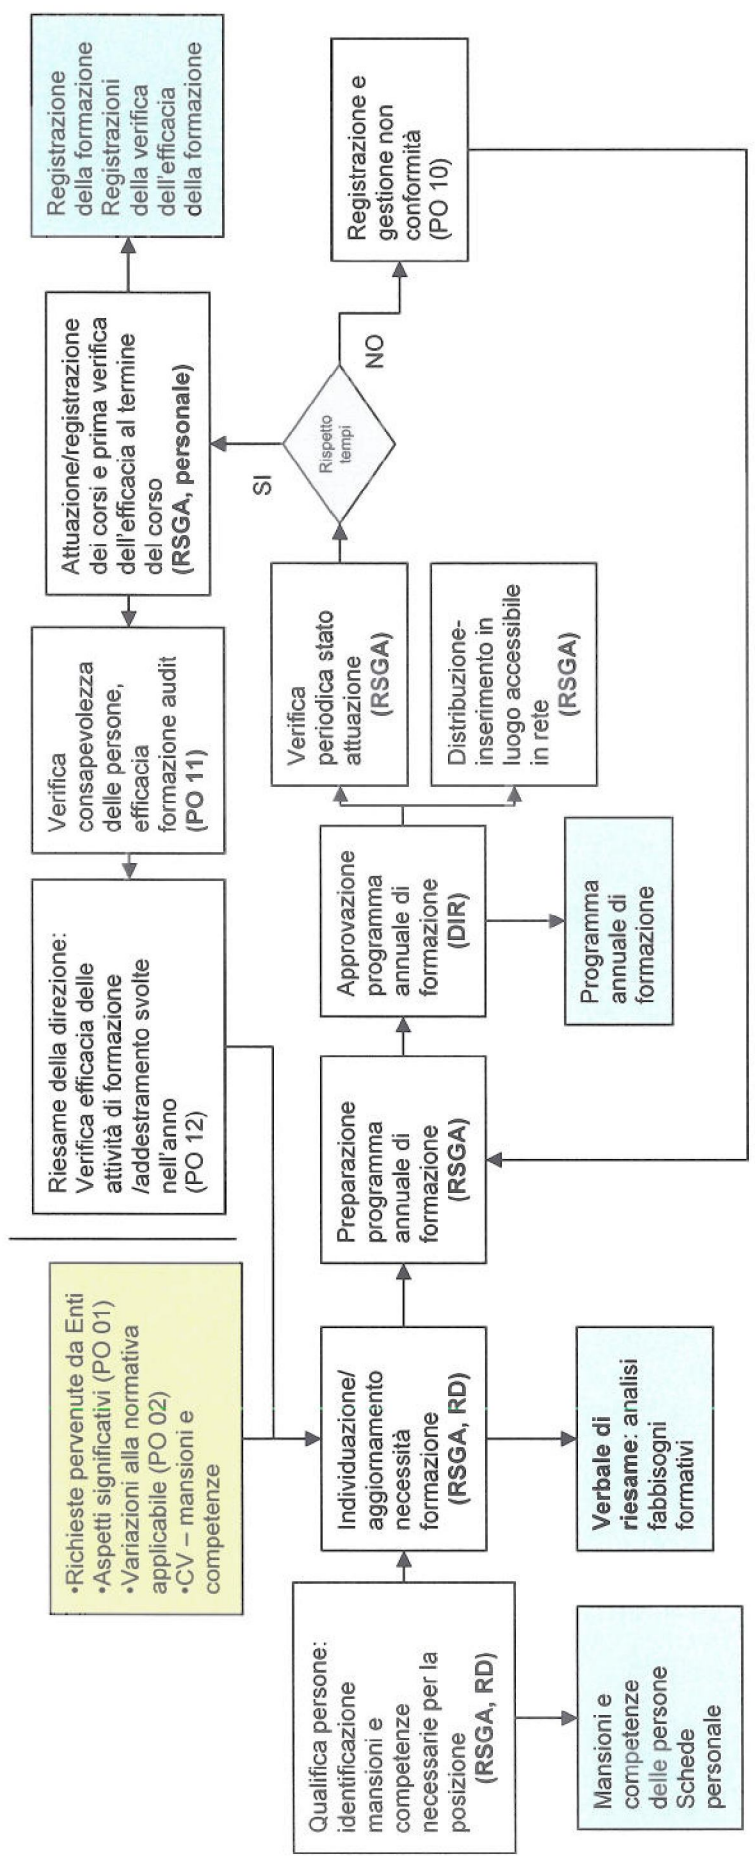 Qualifica persone:
identificazione
mansioni e
competenze
necessarie per la
posizione
(RSGA, RD)
Mansioni e
competenze
delle persone
Schede
personale
•Richieste pervenute da Enti
•Aspetti significativi (PO 01)
•Variazioni alla normativa
applicabile (PO 02)
•CV – mansioni e
competenze
Individuazione/
aggiornamento
necessità
formazione
(RSGA, RD)
Verbale di
riesame: analisi
fabbisogni
formativi
Preparazione
programma
annuale di
formazione
(RSGA)
Approvazione
programma
annuale di
formazione
(DIR)
Programma
annuale di
formazione
Verifica
periodica stato
attuazione
(RSGA)
Distribuzione-
inserimento in
luogo accessibile
in rete
(RSGA)
Rispetto
tempi
SI
NO
Registrazione e
gestione non
conformità
(PO 10)
Attuazione/registrazione
dei corsi e prima verifica
dell'efficacia al termine
del corso
(RSGA, personale)
Registrazione
della formazione
Registrazioni
della verifica
dell'efficacia
della formazione
Verifica
consapevolezza
delle persone,
efficacia
formazione audit
(PO 11)
Riesame della direzione:
Verifica efficacia delle
attività di formazione
/addestramento svolte
nell'anno
(PO 12)